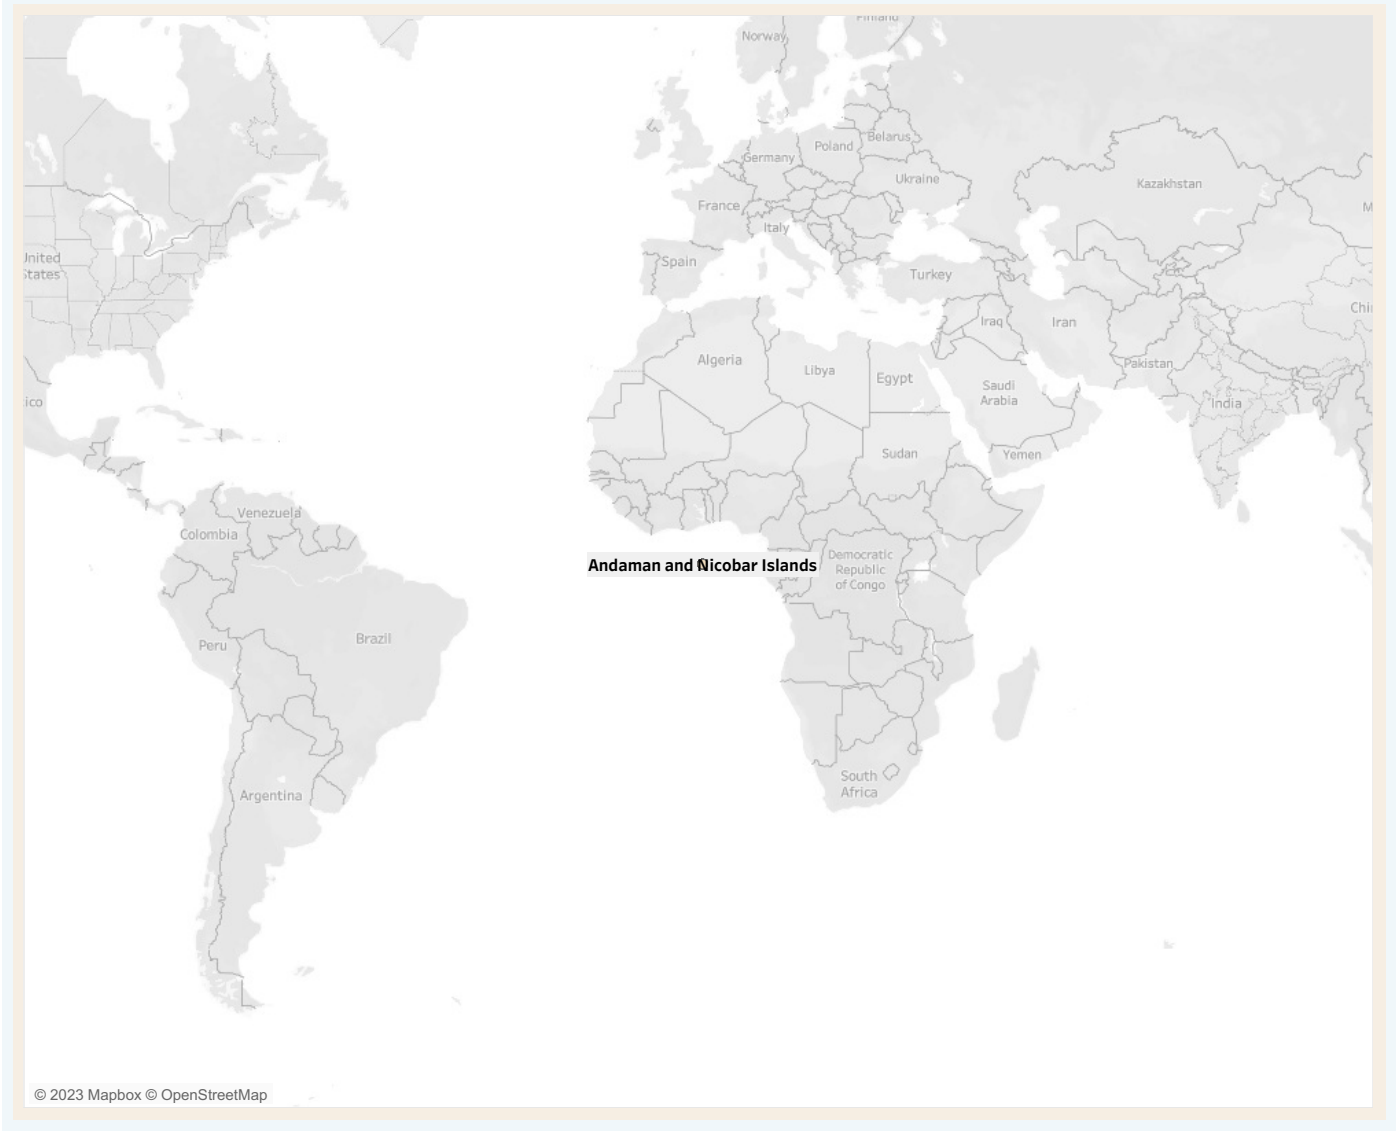 Finland
Norway
Belarus
Poland
Germany
Ukraine
Kazakhstan
France
M
Italy
United
States
Spain
Turkey
Chi
Iraq
Iran
Algeria
Pakistan
Libya
Egypt
Saudi
Arabia
ico
India
Sudan
Yemen
Venezuela
Colombia
Democratic
Republic
of Congo
Andaman and Nicobar Islands
Peru
Brazil
South
Africa
Argentina
© 2023 Mapbox © OpenStreetMap